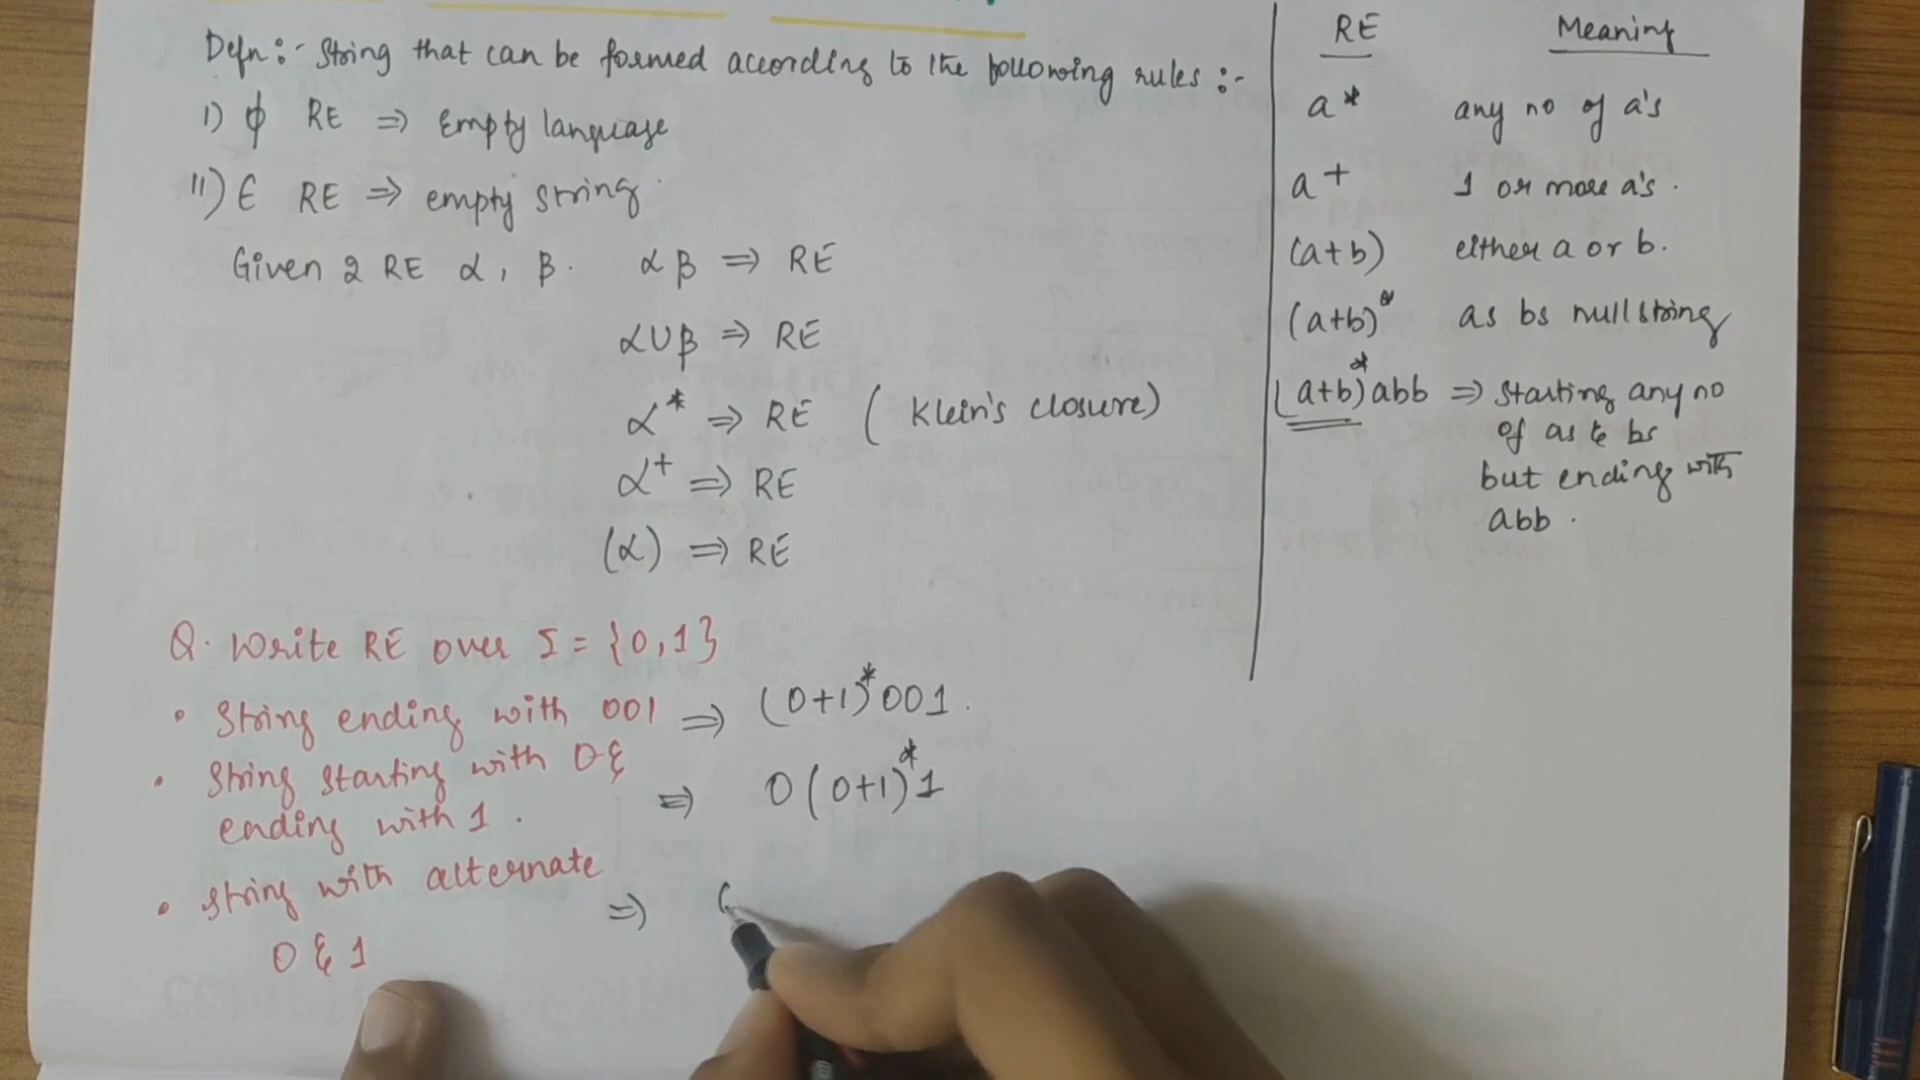 Defn :- String that can be formed according to the following rules :-
I) ϕ RE ⇒ Empty language
II) ϵ RE ⇒ empty string.
Given 2 RE α, β. αβ ⇒ RE
α∪β ⇒ RE
α* ⇒ RE ( Klein's closure)
α+ ⇒ RE
(α) ⇒ RE
Q. Write RE over Σ = {0,1}
• String ending with 001 ⇒ (0+1)*001.
• String starting with 0 &
ending with 1. ⇒ 0(0+1)*1
• string with alternate
0 & 1 ⇒ (
RE Meaning
a* any no of a's
a+ 1 or more a's.
(a+b) either a or b.
(a+b)* as bs null string
(a+b)*abb ⇒ starting any no
of as & bs
but ending with
abb.